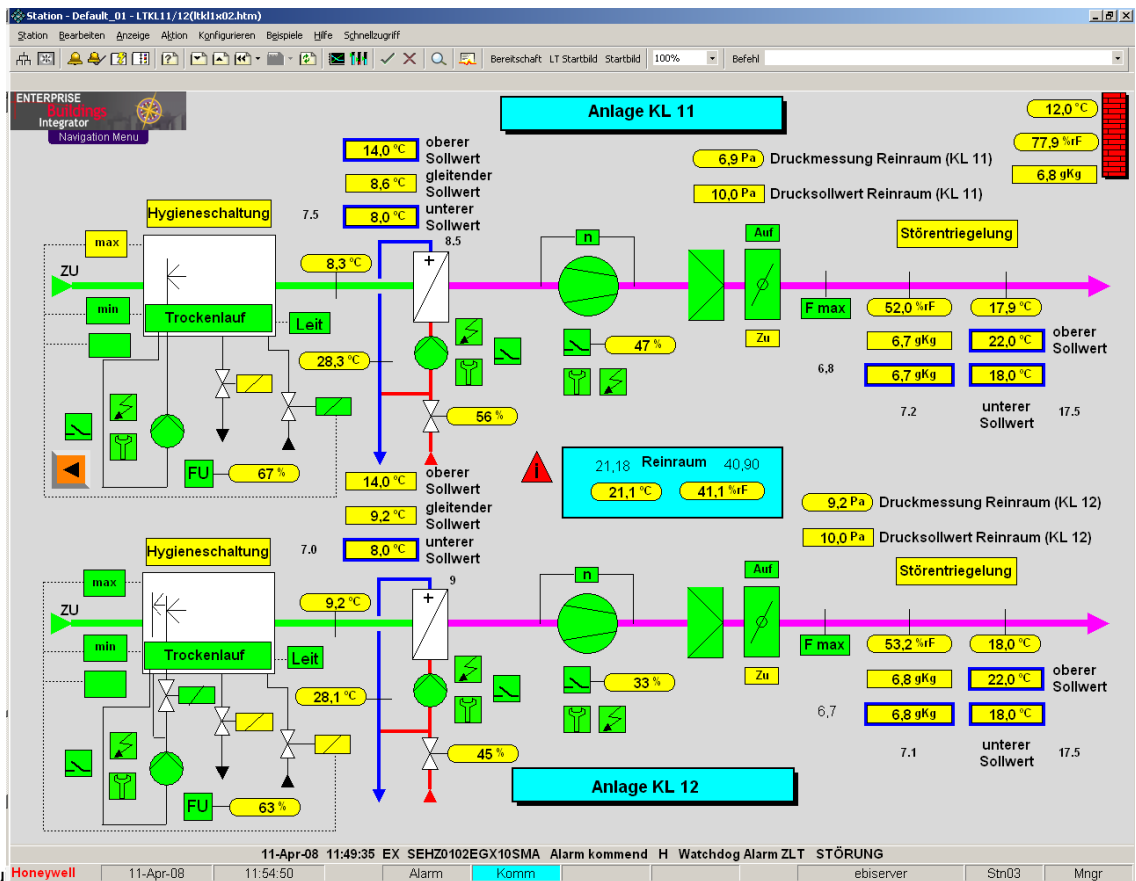 Station - Default_01 - LTKL11/12(ltkl1x02.htm)
Station Bearbeiten Anzeige Aktion Konfigurieren Beispiele Hilfe Schnellzugriff
Bereitschaft LT Startbild Startbild 100% Befehl
ENTERPRISE
Buildings
Integrator
Navigation Menu
Anlage KL 11
12,0 °C
77,9 %rF
6,8 gKg
14,0 °C oberer Sollwert
8,6 °C gleitender Sollwert
8,0 °C unterer Sollwert
6,9 Pa Druckmessung Reinraum (KL 11)
10,0 Pa Drucksollwert Reinraum (KL 11)
Hygieneschaltung 7.5
Störentriegelung
max
ZU
min
Trockenlauf
Leit
8,3 °C
8.5
+
n
Auf
Zu
F max
52,0 %rF 17,9 °C
6,7 gKg 22,0 °C oberer Sollwert
6,8 6,7 gKg 18,0 °C
7.2 unterer Sollwert 17.5
28,3 °C
47 %
56 %
FU 67 %
21,18 Reinraum 40,90
21,1 °C 41,1 %rF
14,0 °C oberer Sollwert
9,2 °C gleitender Sollwert
8,0 °C unterer Sollwert
9,2 Pa Druckmessung Reinraum (KL 12)
10,0 Pa Drucksollwert Reinraum (KL 12)
Hygieneschaltung 7.0
Störentriegelung
max
ZU
min
Trockenlauf
Leit
9,2 °C
9
+
n
Auf
Zu
F max
53,2 %rF 18,0 °C
6,8 gKg 22,0 °C oberer Sollwert
6,7 6,8 gKg 18,0 °C
7.1 unterer Sollwert 17.5
28,1 °C
33 %
45 %
FU 63 %
Anlage KL 12
11-Apr-08 11:49:35 EX SEHZ0102EGX10SMA Alarm kommend H Watchdog Alarm ZLT STÖRUNG
Honeywell 11-Apr-08 11:54:50 Alarm Komm ebiserver Stn03 Mngr